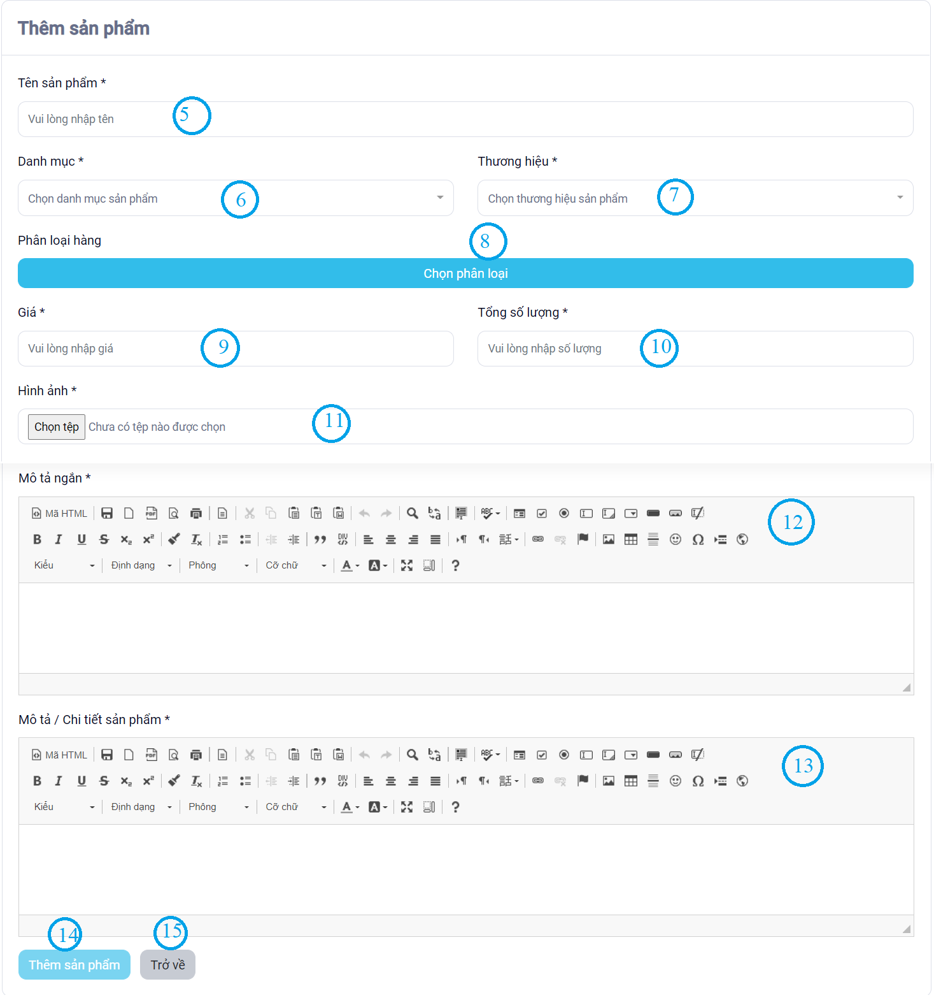 Thêm sản phẩm
Tên sản phẩm *
Vui lòng nhập tên 5
Danh mục *
Thương hiệu *
Chọn danh mục sản phẩm 6
Chọn thương hiệu sản phẩm 7
Phân loại hàng 8
Chọn phân loại
Giá *
Tổng số lượng *
Vui lòng nhập giá 9
Vui lòng nhập số lượng 10
Hình ảnh *
Chọn tệp Chưa có tệp nào được chọn 11
Mô tả ngắn *
Mã HTML 12
Kiểu Định dạng Phông Cỡ chữ
Mô tả / Chi tiết sản phẩm *
Mã HTML 13
Kiểu Định dạng Phông Cỡ chữ
14 15
Thêm sản phẩm Trở về